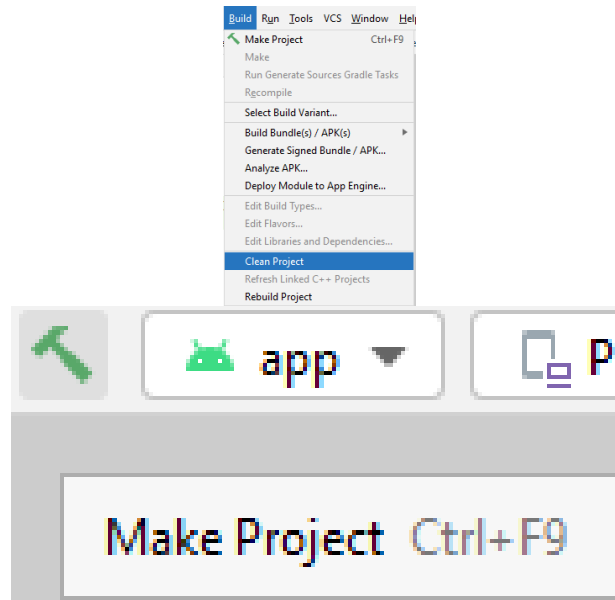 Build Run Tools VCS Window Help
Make Project Ctrl+F9
Make
Run Generate Sources Gradle Tasks
Recompile
Select Build Variant...
Build Bundle(s) / APK(s)
Generate Signed Bundle / APK...
Analyze APK...
Deploy Module to App Engine...
Edit Build Types...
Edit Flavors...
Edit Libraries and Dependencies...
Clean Project
Refresh Linked C++ Projects
Rebuild Project
app P
Make Project Ctrl+F9